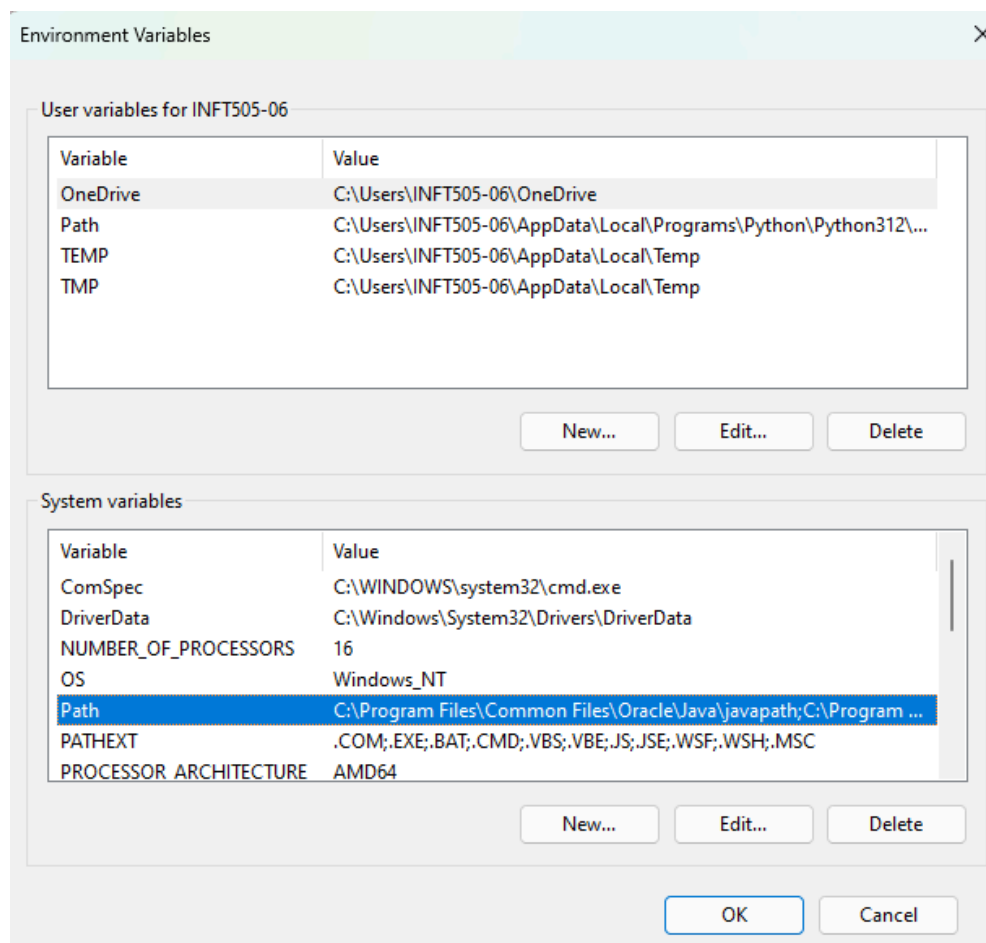 Environment Variables
User variables for INFT505-06
Variable Value
OneDrive C:\Users\INFT505-06\OneDrive
Path C:\Users\INFT505-06\AppData\Local\Programs\Python\Python312\...
TEMP C:\Users\INFT505-06\AppData\Local\Temp
TMP C:\Users\INFT505-06\AppData\Local\Temp
New... Edit... Delete
System variables
Variable Value
ComSpec C:\WINDOWS\system32\cmd.exe
DriverData C:\Windows\System32\Drivers\DriverData
NUMBER_OF_PROCESSORS 16
OS Windows_NT
Path C:\Program Files\Common Files\Oracle\Java\javapath;C:\Program ...
PATHEXT .COM;.EXE;.BAT;.CMD;.VBS;.VBE;.JS;.JSE;.WSF;.WSH;.MSC
PROCESSOR_ARCHITECTURE AMD64
New... Edit... Delete
OK Cancel